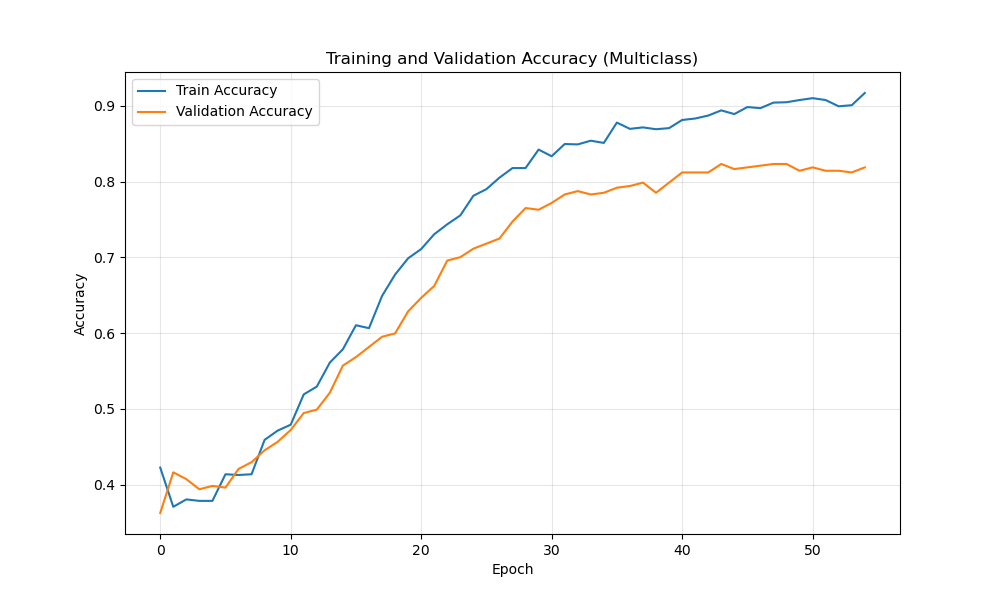 Training and Validation Accuracy (Multiclass)
Train Accuracy
Validation Accuracy
0.9
0.8
0.7
0.6
0.5
0.4
Accuracy
0 10 20 30 40 50
Epoch